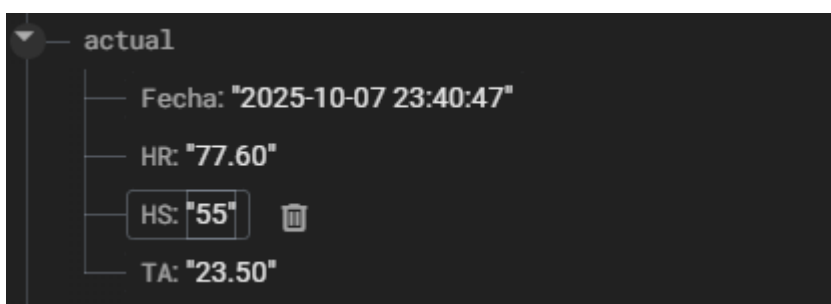 actual
Fecha: "2025-10-07 23:40:47"
HR: "77.60"
HS: "55"
TA: "23.50"